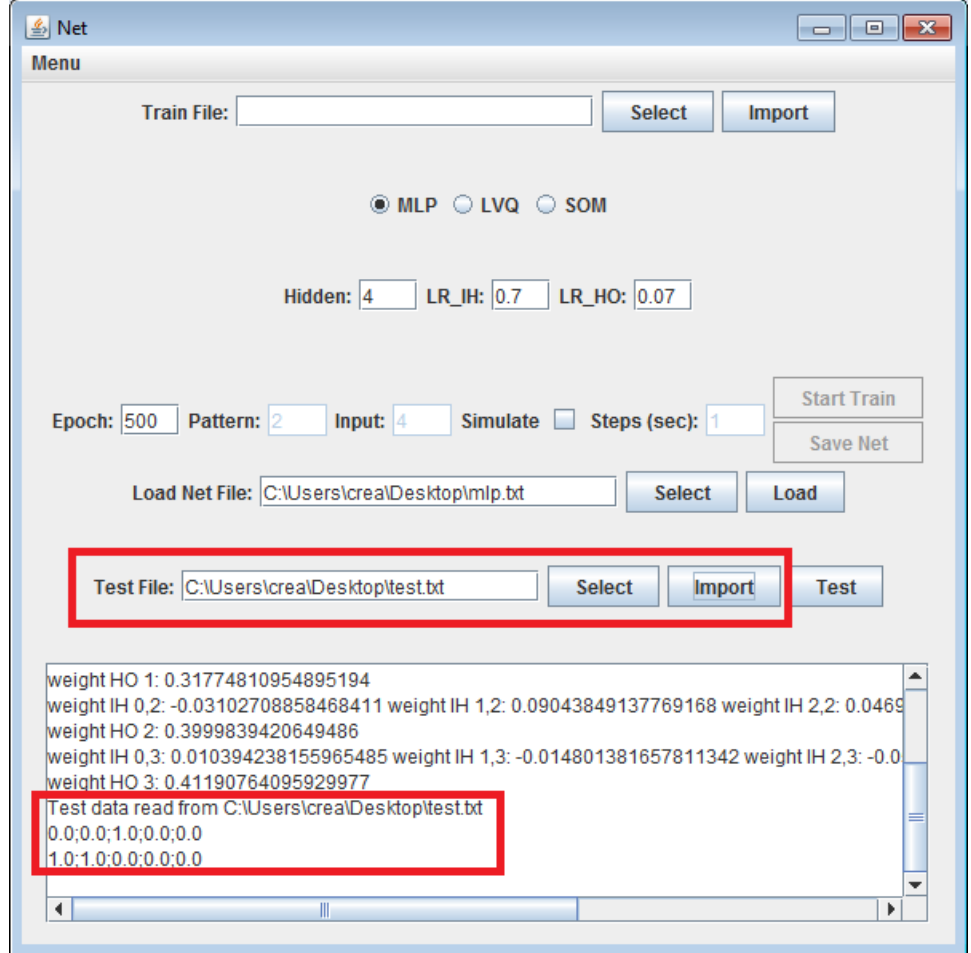 Net
Menu
Train File: Select Import
MLP LVQ SOM
Hidden: 4 LR_IH: 0.7 LR_HO: 0.07
Start Train
Epoch: 500 Pattern: 2 Input: 4 Simulate Steps (sec): 1
Save Net
Load Net File: C:\Users\crea\Desktop\mlp.txt Select Load
Test File: C:\Users\crea\Desktop\test.txt Select Import Test
weight HO 1: 0.31774810954895194
weight IH 0,2: -0.03102708858468411 weight IH 1,2: 0.09043849137769168 weight IH 2,2: 0.0469
weight HO 2: 0.3999839420649486
weight IH 0,3: 0.010394238155965485 weight IH 1,3: -0.014801381657811342 weight IH 2,3: -0.0
weight HO 3: 0.41190764095929977
Test data read from C:\Users\crea\Desktop\test.txt
0.0;0.0;1.0;0.0;0.0
1.0;1.0;0.0;0.0;0.0